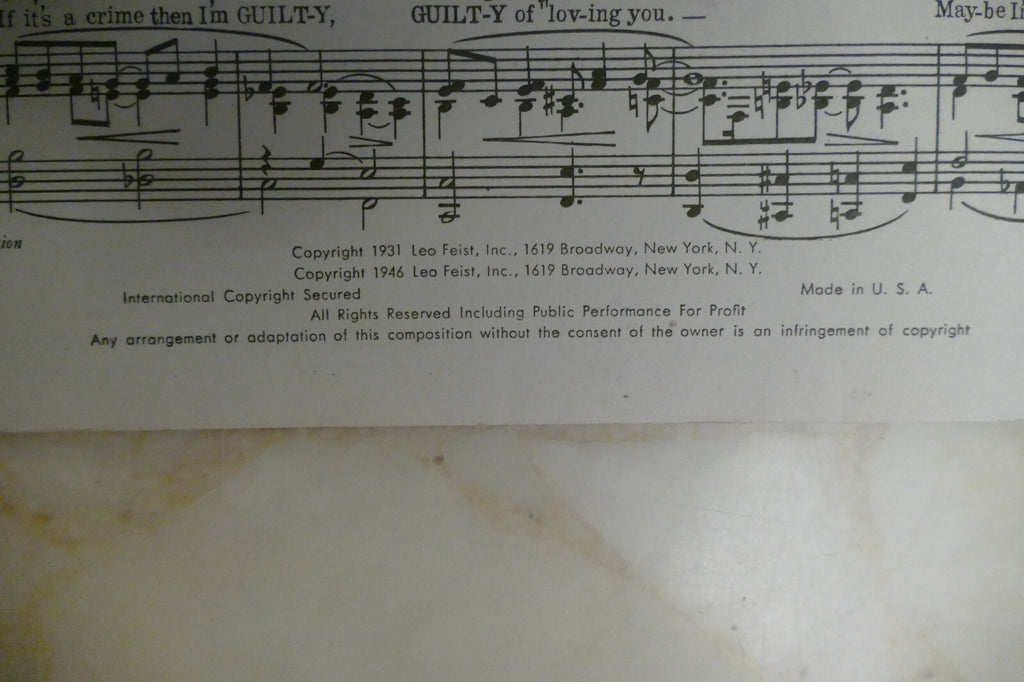 If it's a crime then I'm GUILT-Y, GUILT-Y of lov-ing you. — May-be
ion
Copyright 1931 Leo Feist, Inc., 1619 Broadway, New York, N. Y.
Copyright 1946 Leo Feist, Inc., 1619 Broadway, New York, N. Y.
International Copyright Secured Made in U. S. A.
All Rights Reserved Including Public Performance For Profit
Any arrangement or adaptation of this composition without the consent of the owner is an infringement of copyright